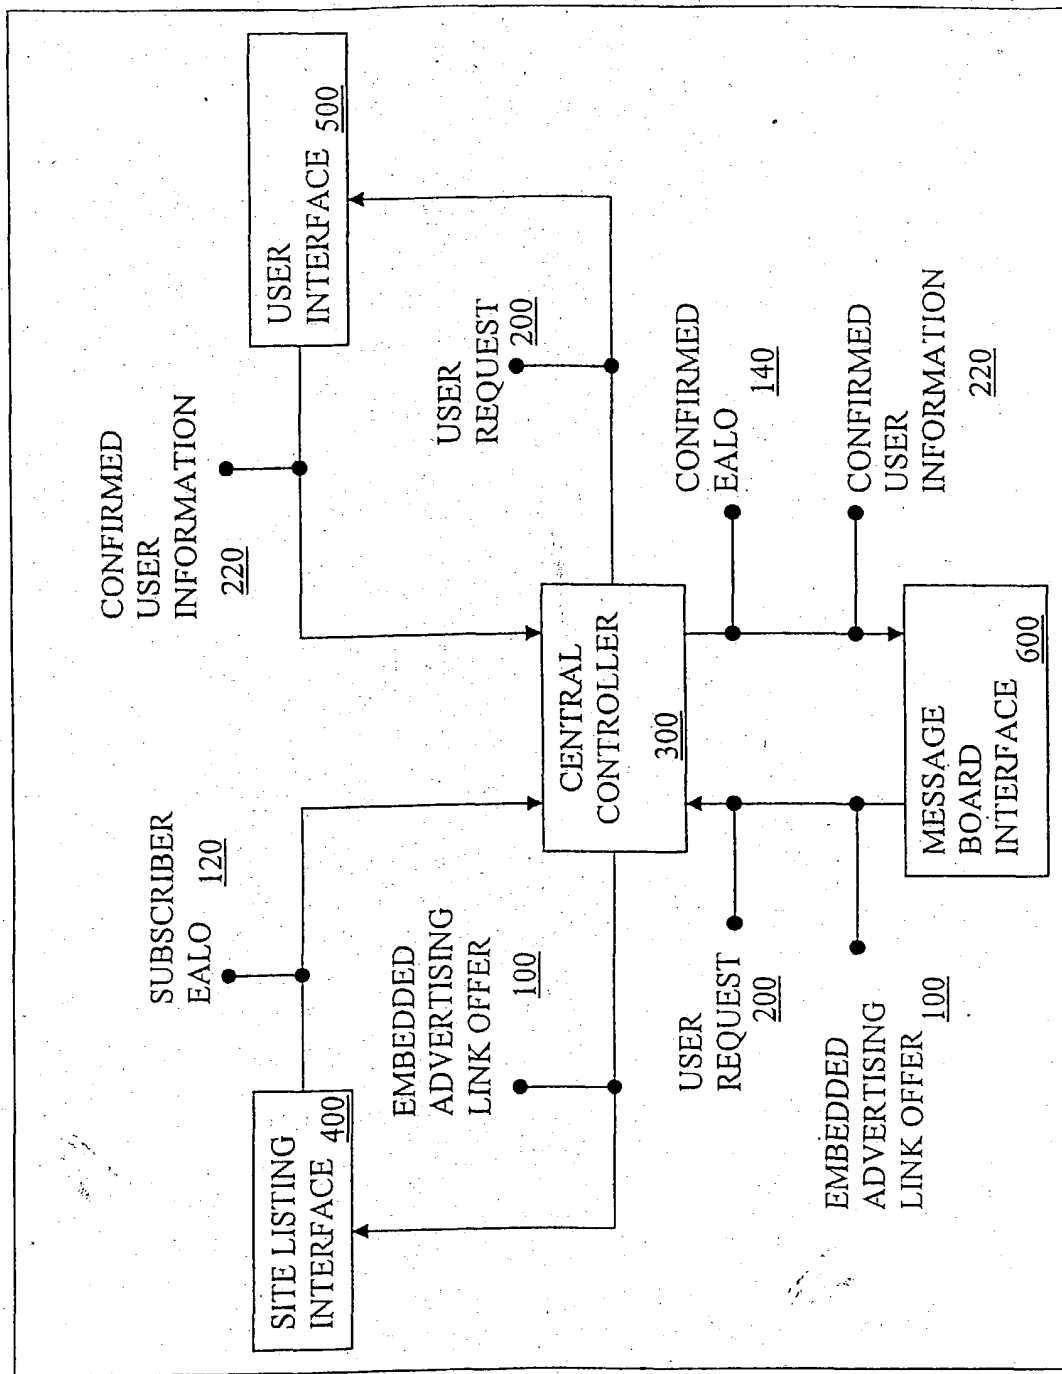 SUBSCRIBER
EALO 120
CONFIRMED
USER
INFORMATION
220
SITE LISTING
INTERFACE 400
USER
INTERFACE 500
EMBEDDED
ADVERTISING
LINK OFFER
100
USER
REQUEST
200
CENTRAL
CONTROLLER
300
USER
REQUEST
200
CONFIRMED
EALO
140
EMBEDDED
ADVERTISING
LINK OFFER 100
CONFIRMED
USER
INFORMATION
220
MESSAGE
BOARD
INTERFACE 600